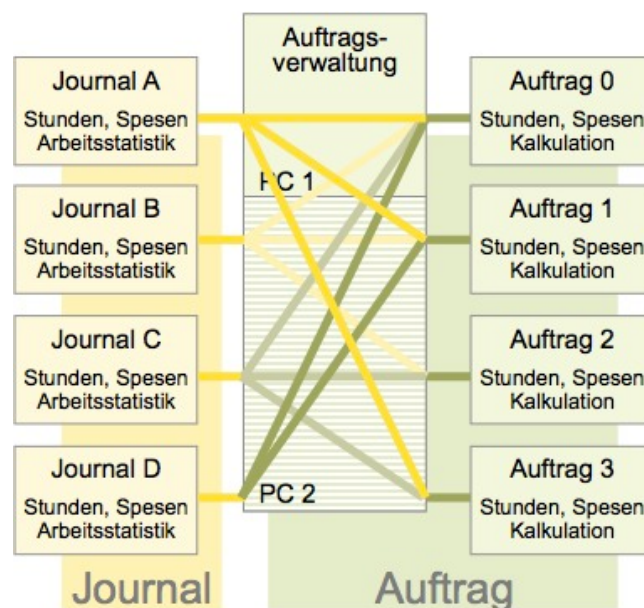 Auftrags-
verwaltung
Journal A
Stunden, Spesen
Arbeitsstatistik
Journal B
Stunden, Spesen
Arbeitsstatistik
Journal C
Stunden, Spesen
Arbeitsstatistik
Journal D
Stunden, Spesen
Arbeitsstatistik
PC 1
PC 2
Auftrag 0
Stunden, Spesen
Kalkulation
Auftrag 1
Stunden, Spesen
Kalkulation
Auftrag 2
Stunden, Spesen
Kalkulation
Auftrag 3
Stunden, Spesen
Kalkulation
Journal
Auftrag